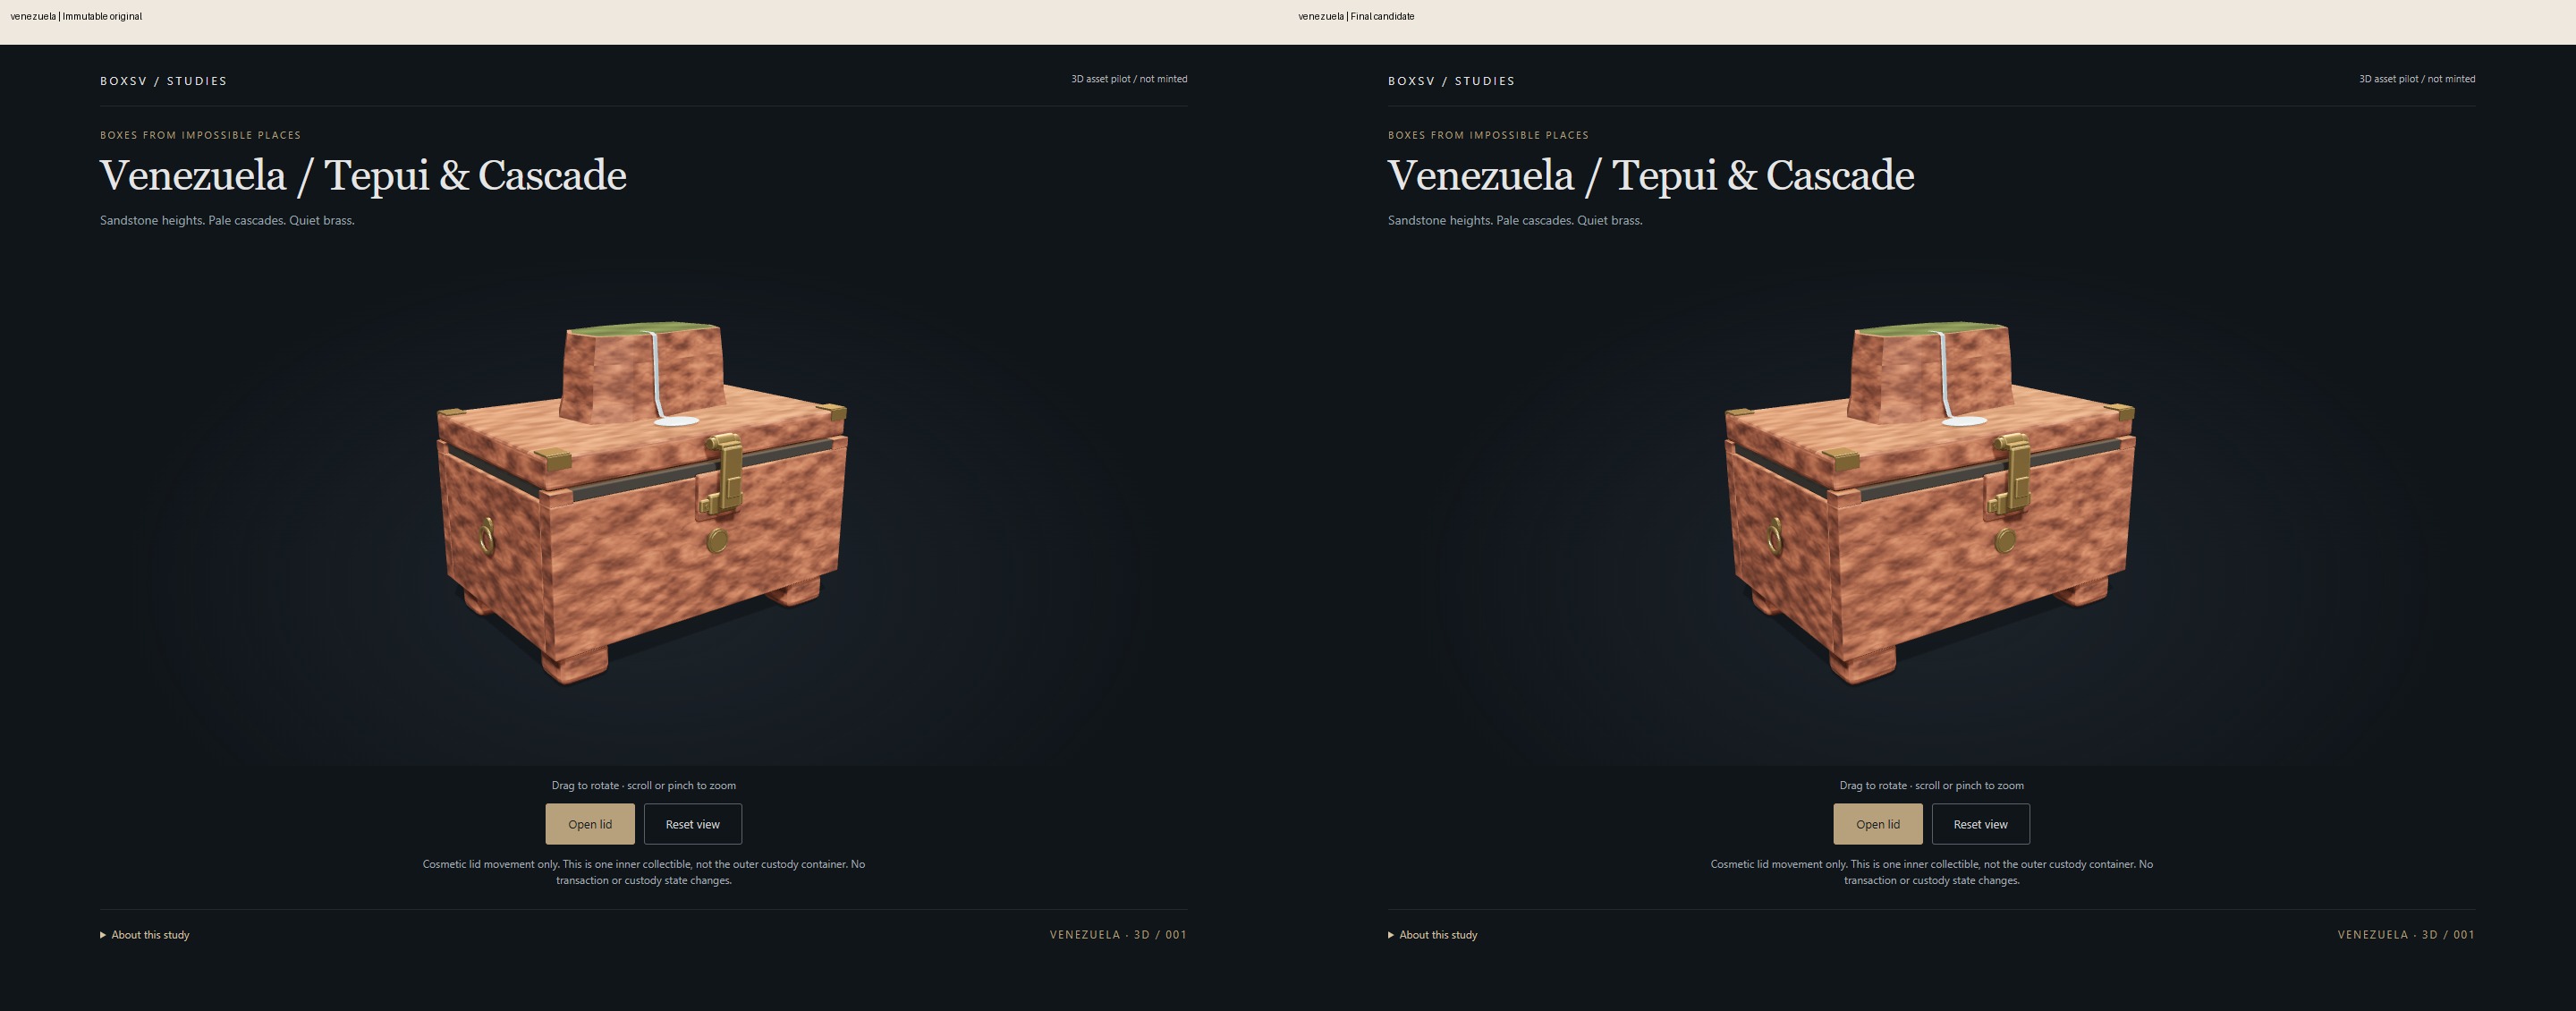 venezuela | Immutable original
venezuela | Final candidate
BOXSV / STUDIES
3D asset pilot / not minted
BOXES FROM IMPOSSIBLE PLACES
Venezuela / Tepui & Cascade
Sandstone heights. Pale cascades. Quiet brass.
Drag to rotate · scroll or pinch to zoom
Open lid
Reset view
Cosmetic lid movement only. This is one inner collectible, not the outer custody container. No
transaction or custody state changes.
▶ About this study
VENEZUELA · 3D / 001
BOXSV / STUDIES
3D asset pilot / not minted
BOXES FROM IMPOSSIBLE PLACES
Venezuela / Tepui & Cascade
Sandstone heights. Pale cascades. Quiet brass.
Drag to rotate · scroll or pinch to zoom
Open lid
Reset view
Cosmetic lid movement only. This is one inner collectible, not the outer custody container. No
transaction or custody state changes.
▶ About this study
VENEZUELA · 3D / 001